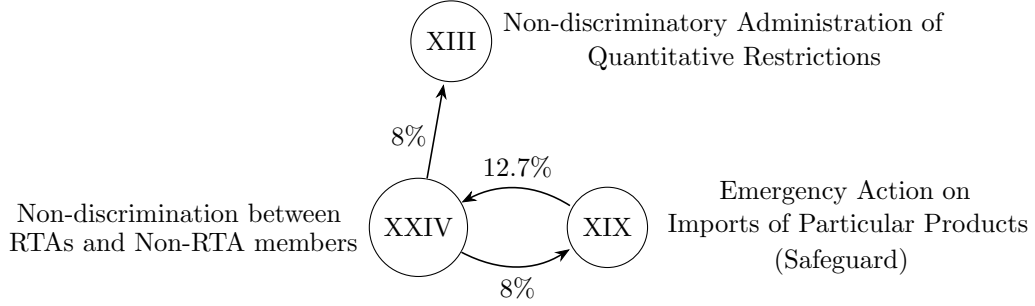 XIII
Non-discriminatory Administration of
Quantitative Restrictions
8%
12.7%
Non-discrimination between
RTAs and Non-RTA members
XXIV
XIX
Emergency Action on
Imports of Particular Products
(Safeguard)
8%